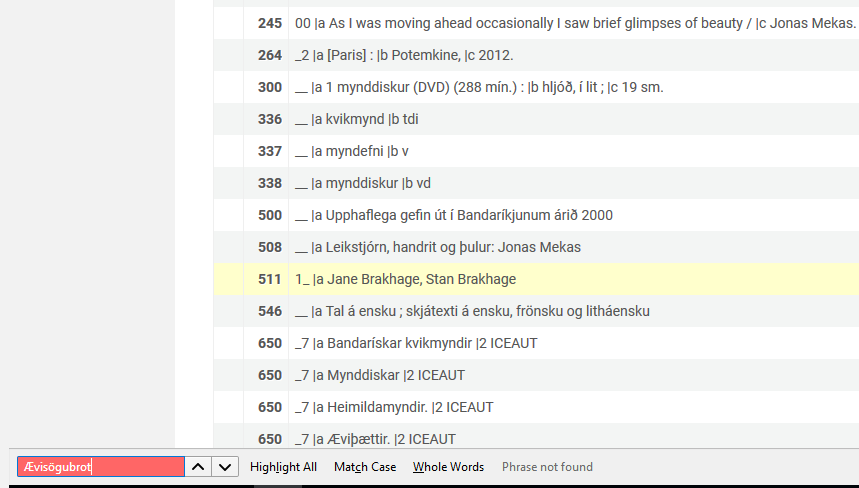 245 00 |a As I was moving ahead occasionally I saw brief glimpses of beauty / |c Jonas Mekas.
264 _2 |a [Paris] : |b Potemkine, |c 2012.
300 __ |a 1 mynddiskur (DVD) (288 mín.) : |b hljóð, í lit ; |c 19 sm.
336 __ |a kvikmynd |b tdi
337 __ |a myndefni |b v
338 __ |a mynddiskur |b vd
500 __ |a Upphaflega gefin út í Bandaríkjunum árið 2000
508 __ |a Leikstjórn, handrit og þulur: Jonas Mekas
511 1_ |a Jane Brakhage, Stan Brakhage
546 __ |a Tal á ensku ; skjátexti á ensku, frönsku og litháensku
650 _7 |a Bandarískar kvikmyndir |2 ICEAUT
650 _7 |a Mynddiskar |2 ICEAUT
650 _7 |a Heimildamyndir. |2 ICEAUT
650 _7 |a Æviþættir. |2 ICEAUT
Ævisögubrot Highlight All Match Case Whole Words Phrase not found